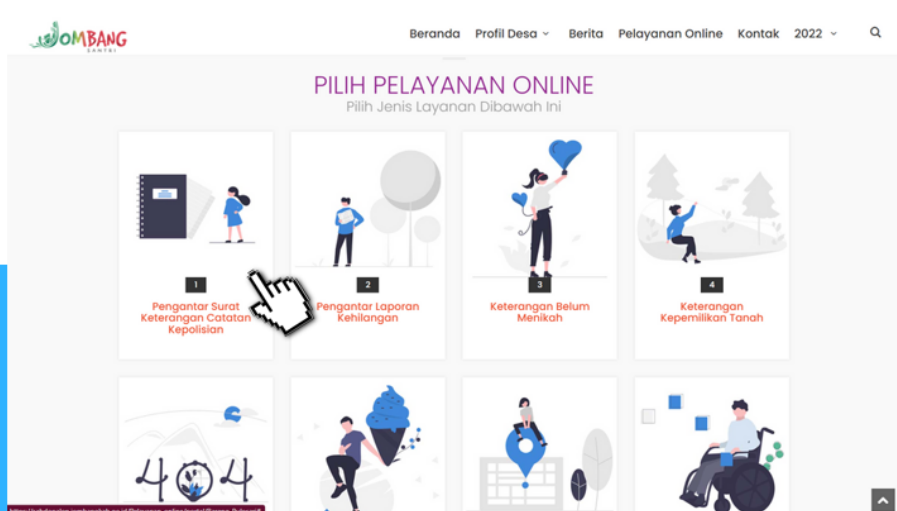 JOMBANG
SANTRI
Beranda Profil Desa Berita Pelayanan Online Kontak 2022
PILIH PELAYANAN ONLINE
Pilih Jenis Layanan Dibawah Ini
1
Pengantar Surat
Keterangan Catatan
Kepolisian
2
Pengantar Laporan
Kehilangan
3
Keterangan Belum
Menikah
4
Keterangan
Kepemilikan Tanah
404